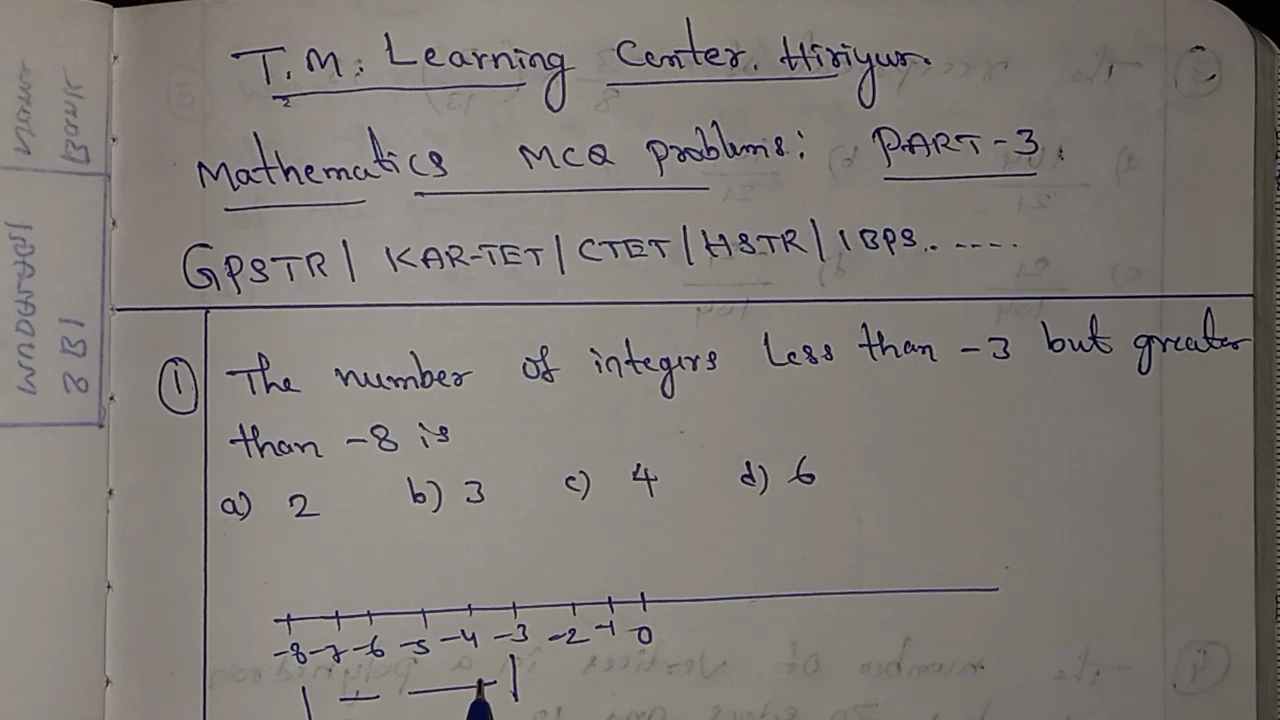 T.M. Learning Center. Hiriyur.
Mathematics MCQ problems: PART-3.
GPSTR / KAR-TET / CTET / HSTR / IBPS.. .....
① The number of integers less than -3 but greater
than -8 is
a) 2 b) 3 c) 4 d) 6
-8 -7 -6 -5 -4 -3 -2 -1 0